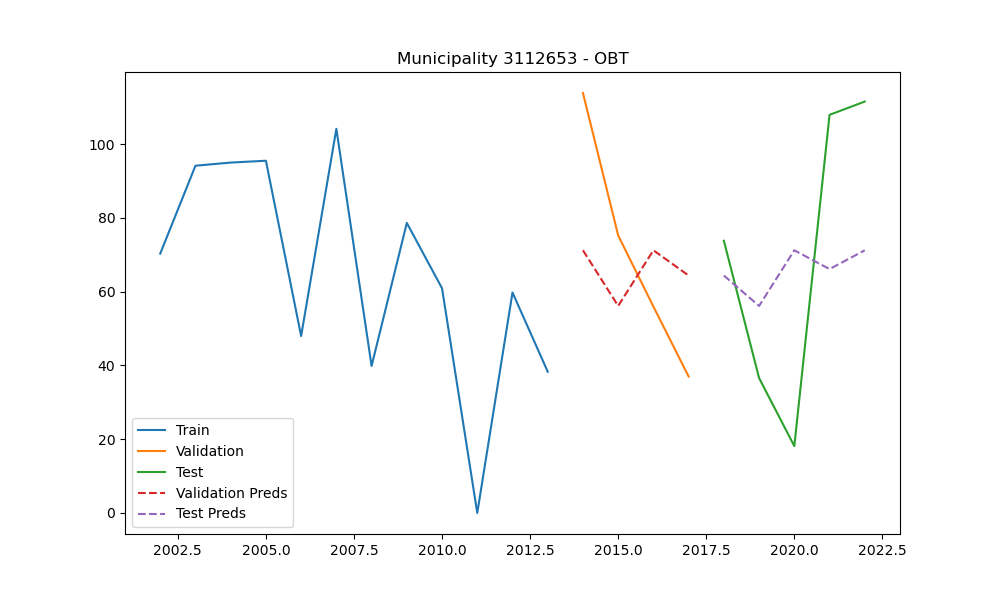 Municipality 3112653 - OBT
100
80
60
40
20
0
Train
Validation
Test
Validation Preds
Test Preds
2002.5 2005.0 2007.5 2010.0 2012.5 2015.0 2017.5 2020.0 2022.5